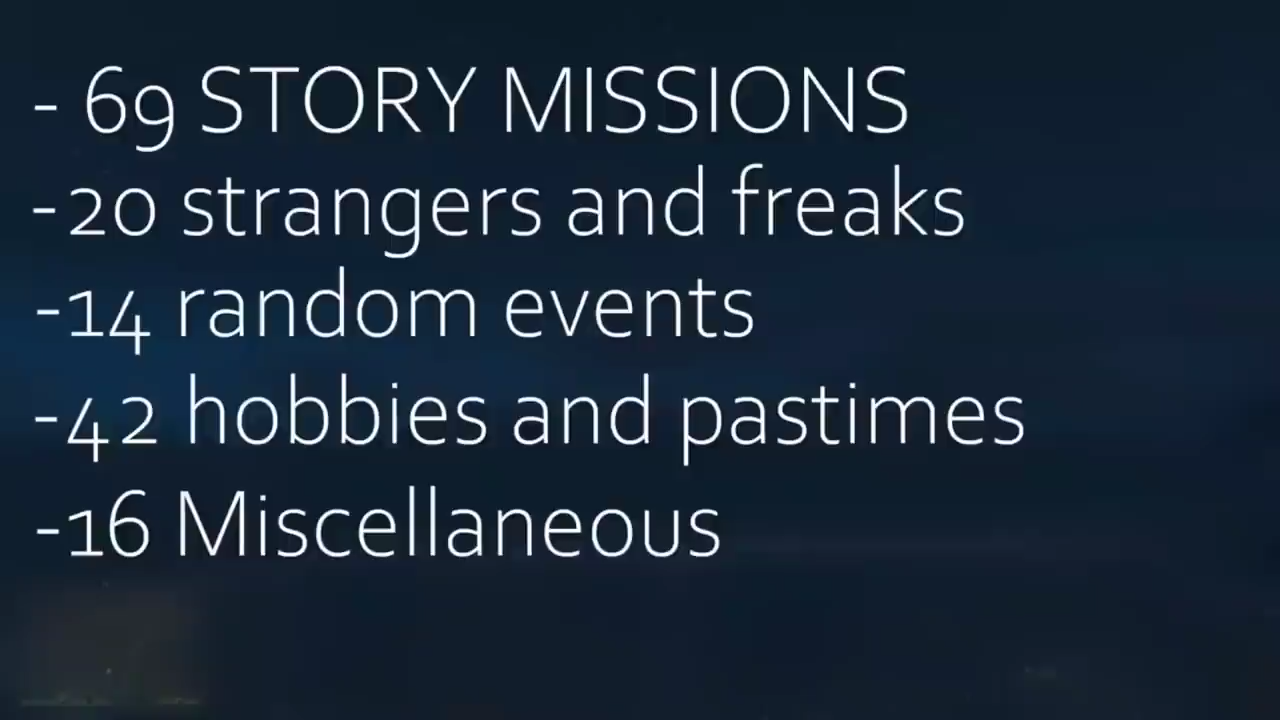 - 69 STORY MISSIONS
-20 strangers and freaks
-14 random events
-42 hobbies and pastimes
-16 Miscellaneous